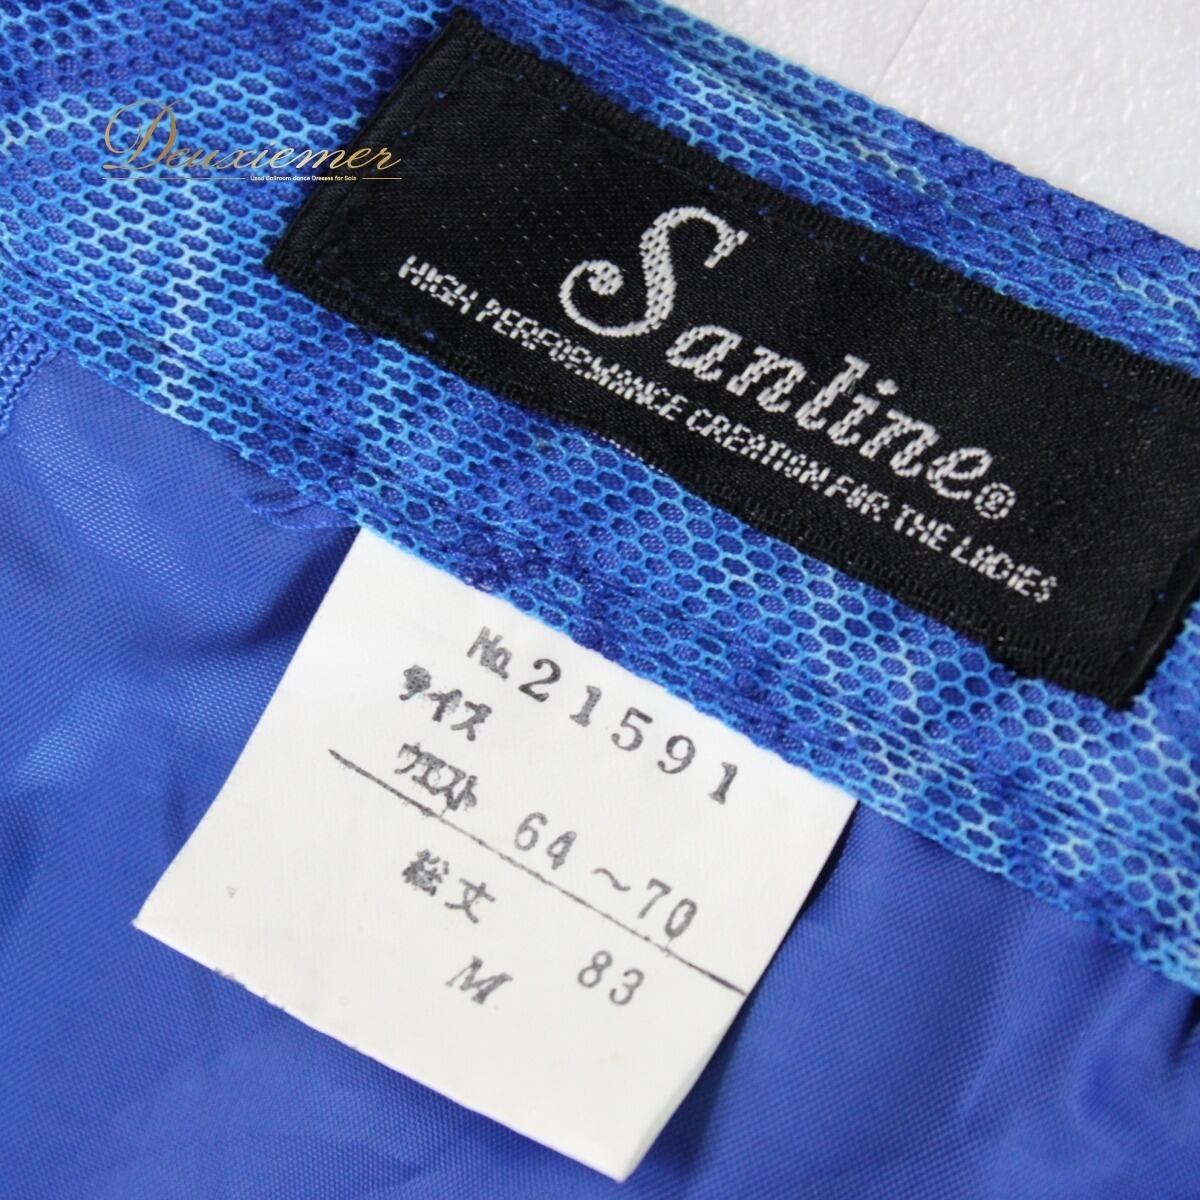 Deuxiemer
Used Ballroom dance Dresses for Sale
Sanline®
HIGH PERFORMANCE CREATION FOR THE LADIES
No. 21591
サイズ
ウエスト 64～70
総丈 83
M